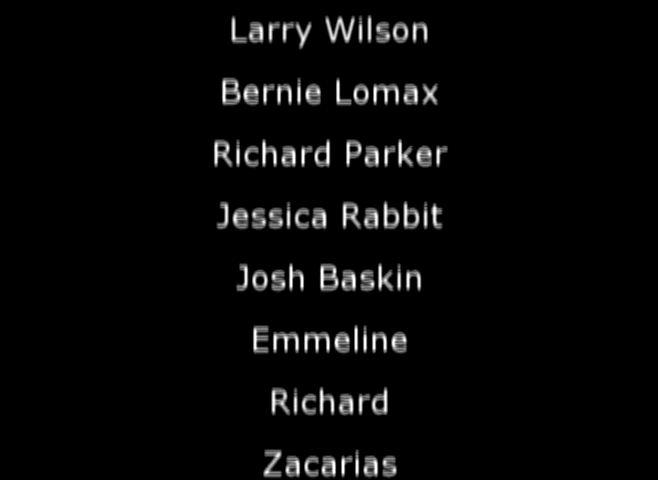 Larry Wilson
Bernie Lomax
Richard Parker
Jessica Rabbit
Josh Baskin
Emmeline
Richard
Zacarias